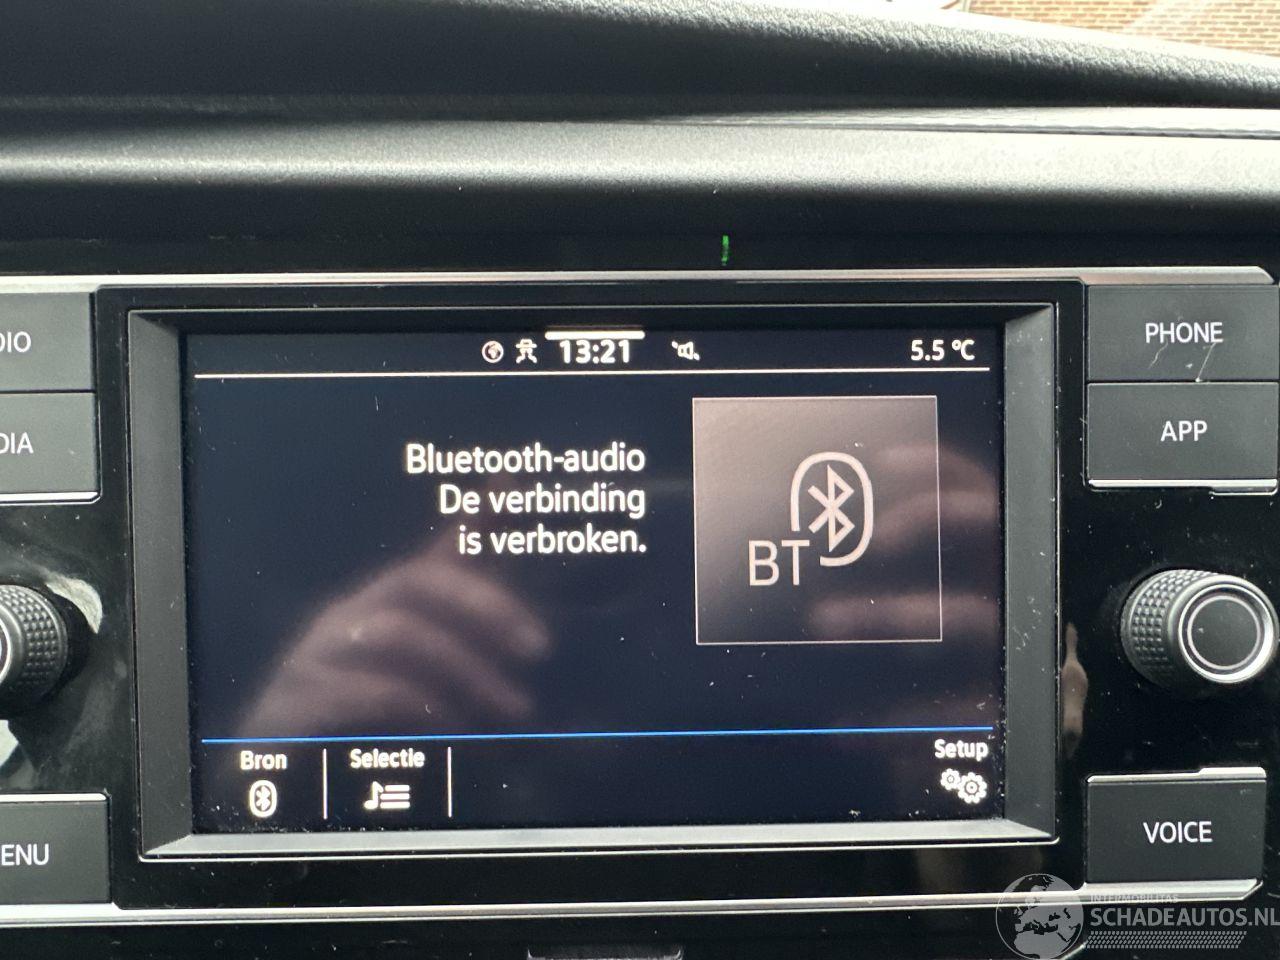 13:21
5.5 °C
DIO
PHONE
DIA
APP
Bluetooth-audio
De verbinding
is verbroken.
BT
Bron
Selectie
Setup
ENU
VOICE
INTERMOBILITAS
SCHADEAUTOS.NL